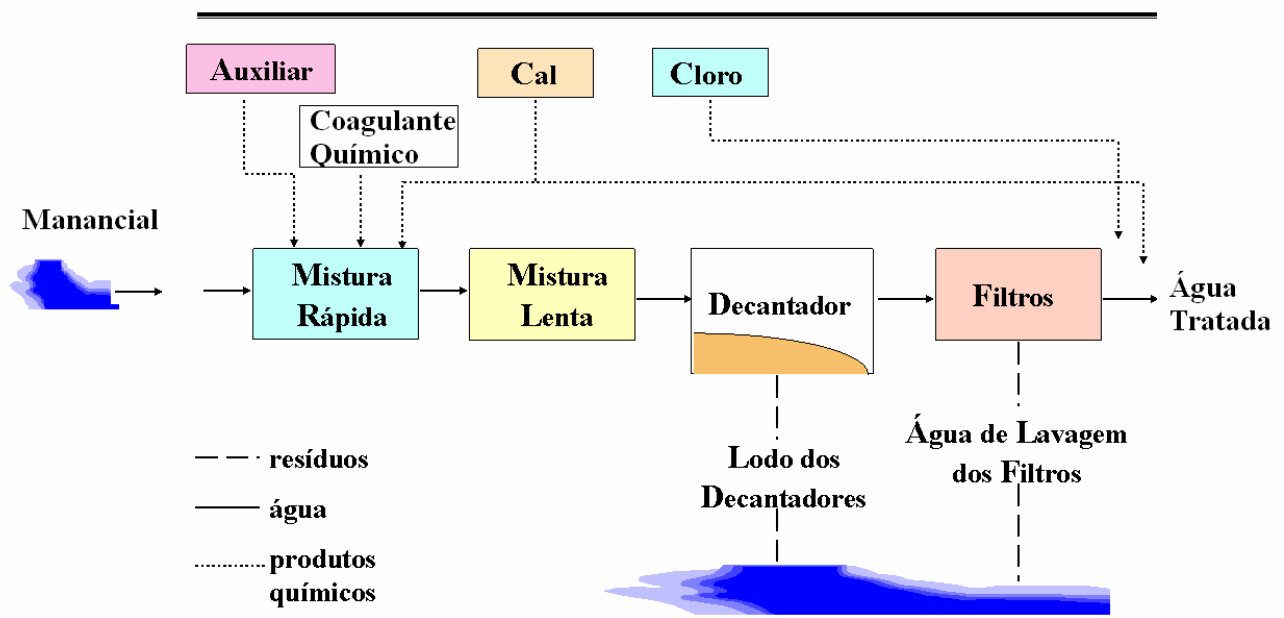 Auxiliar
Cal
Cloro
Coagulante
Químico
Manancial
Mistura
Rápida
Mistura
Lenta
Decantador
Filtros
Água
Tratada
Lodo dos
Decantadores
Água de Lavagem
dos Filtros
resíduos
água
produtos
químicos